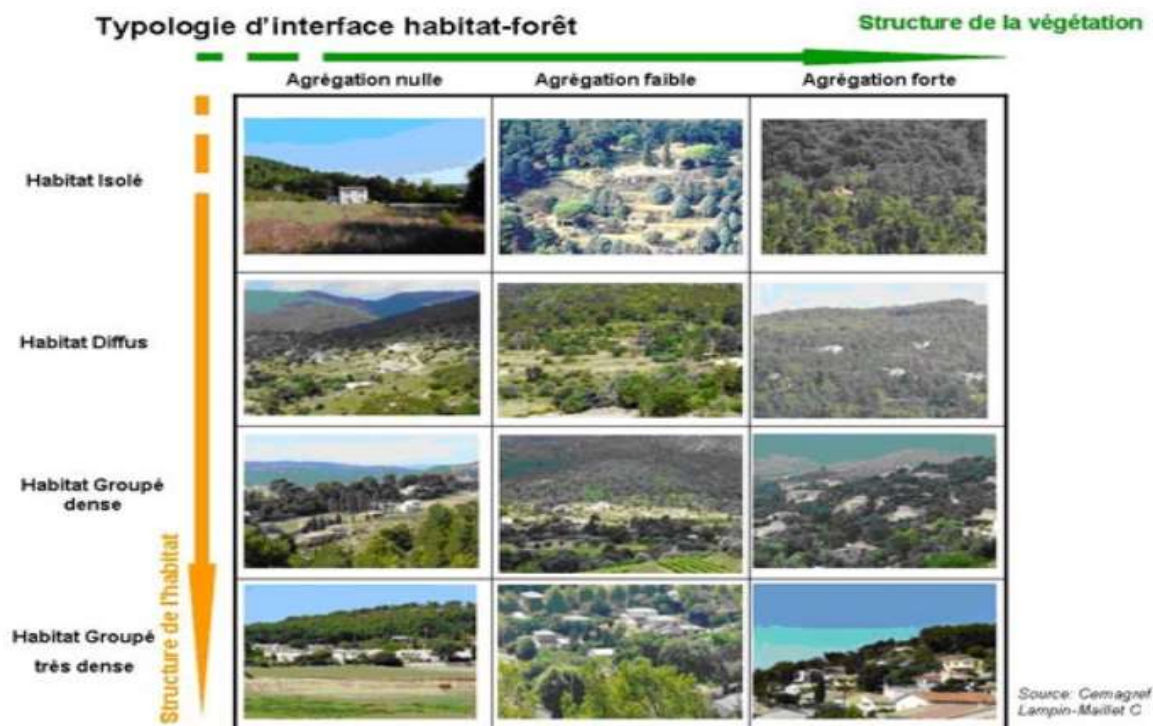 Typologie d'interface habitat-forêt
Structure de la végétation
Agrégation nulle
Agrégation faible
Agrégation forte
Habitat Isolé
Habitat Diffus
Habitat Groupé
dense
Habitat Groupé
très dense
Structure de l'habitat
Source: Cemagref
Lampin-Maillet C